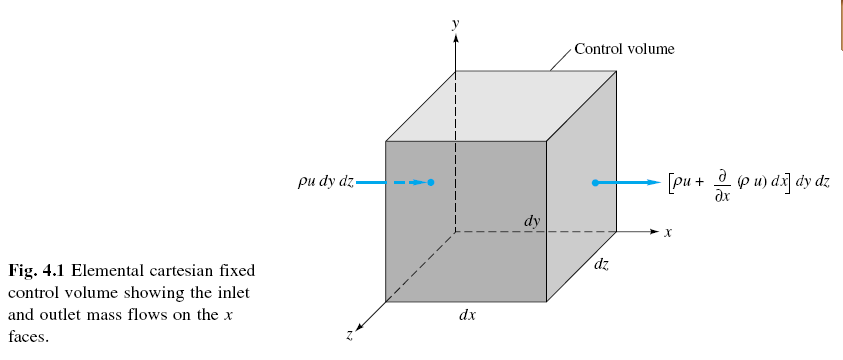 y
Control volume
ρu dy dz
[ρu + ∂/∂x (ρ u) dx] dy dz
dy
x
dz
dx
z
Fig. 4.1 Elemental cartesian fixed
control volume showing the inlet
and outlet mass flows on the x
faces.